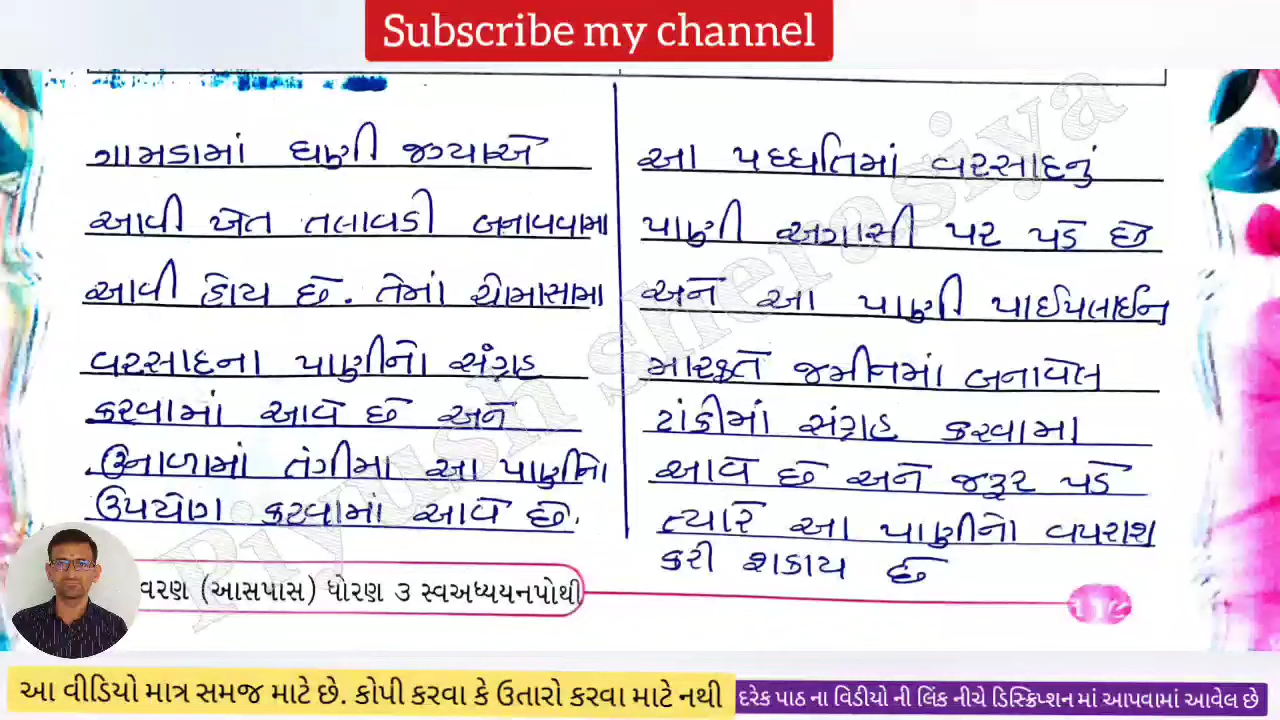 Subscribe my channel
ગામડામાં ઘણી જગ્યાએ
આવી ખેત તલાવડી બનાવવામા
આવી હોય છે. તેમાં ચોમાસામા
વરસાદના પાણીનો સંગ્રહ
કરવામાં આવે છે અને
ઉનાળામાં તંગીમા આ પાણીનો
ઉપયોગ કરવામાં આવે છે.
આ પધ્ધતિમાં વરસાદનું
પાણી અગાસી પર પડે છે
અને આ પાણી પાઈપલાઈન
મારફતે જમીનમાં બનાવેલ
ટાંકીમાં સંગ્રહ કરવામા
આવે છે અને જરૂર પડે
ત્યારે આ પાણીનો વપરાશ
કરી શકાય છે
Piyush sherasiya
વરણ (આસપાસ) ધોરણ ૩ સ્વઅધ્યયનપોથી
આ વીડિયો માત્ર સમજ માટે છે. કોપી કરવા કે ઉતારો કરવા માટે નથી
દરેક પાઠ ના વિડીયો ની લિંક નીચે ડિસ્ક્રિપ્શન માં આપવામાં આવેલ છે